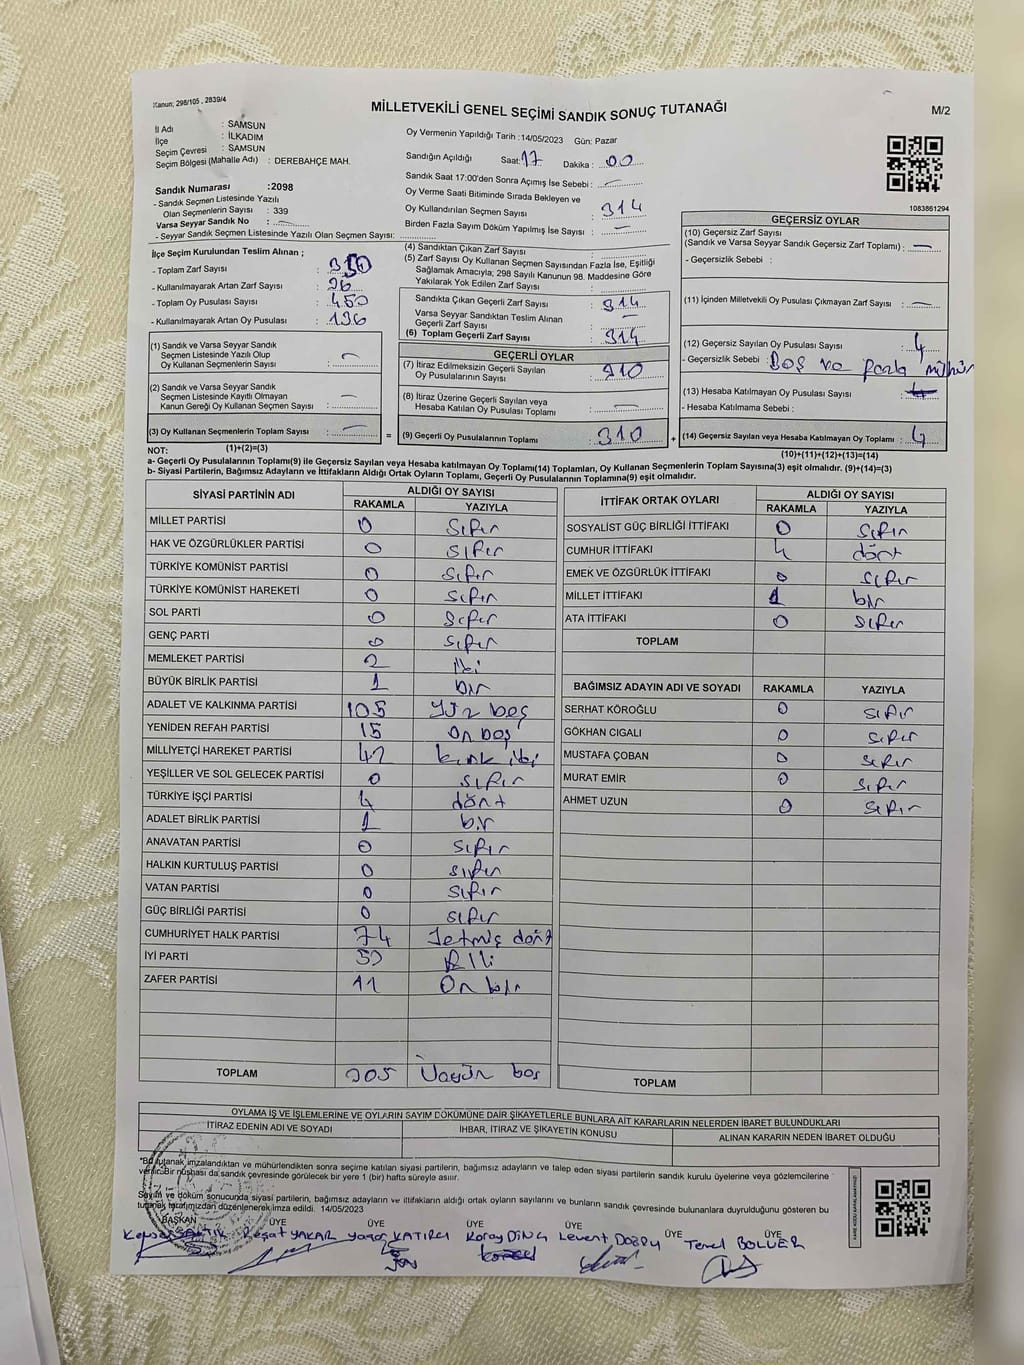 Kanun; 298/105 , 2839/4
MİLLETVEKİLİ GENEL SEÇİMİ SANDIK SONUÇ TUTANAĞI
M/2
İl Adı : SAMSUN
İlçe : İLKADIM
Seçim Çevresi : SAMSUN
Seçim Bölgesi (Mahalle Adı) : DEREBAHÇE MAH.
Oy Vermenin Yapıldığı Tarih :14/05/2023 Gün: Pazar
Sandığın Açıldığı Saat: 17 Dakika : 00
Sandık Saat 17:00'den Sonra Açımış İse Sebebi : —
Oy Verme Saati Bitiminde Sırada Bekleyen ve
Oy Kullandırılan Seçmen Sayısı : 314
Birden Fazla Sayım Döküm Yapılmış İse Sayısı : —
1083861294
Sandık Numarası :2098
- Sandık Seçmen Listesinde Yazılı
Olan Seçmenlerin Sayısı : 339
Varsa Seyyar Sandık No : —
- Seyyar Sandık Seçmen Listesinde Yazılı Olan Seçmen Sayısı:
İlçe Seçim Kurulundan Teslim Alınan ;
- Toplam Zarf Sayısı :
- Kullanılmayarak Artan Zarf Sayısı :
- Toplam Oy Pusulası Sayısı : 450
- Kullanılmayarak Artan Oy Pusulası : 136
(1) Sandık ve Varsa Seyyar Sandık
Seçmen Listesinde Yazılı Olup
Oy Kullanan Seçmenlerin Sayısı : —
(2) Sandık ve Varsa Seyyar Sandık
Seçmen Listesinde Kayıtlı Olmayan
Kanun Gereği Oy Kullanan Seçmen Sayısı : —
(3) Oy Kullanan Seçmenlerin Toplam Sayısı : —
(1)+(2)=(3)
(4) Sandıktan Çıkan Zarf Sayısı :
(5) Zarf Sayısı Oy Kullanan Seçmen Sayısından Fazla İse, Eşitliği
Sağlamak Amacıyla; 298 Sayılı Kanunun 98. Maddesine Göre
Yakılarak Yok Edilen Zarf Sayısı :
Sandıkta Çıkan Geçerli Zarf Sayısı : 314
Varsa Seyyar Sandıktan Teslim Alınan
Geçerli Zarf Sayısı : —
(6) Toplam Geçerli Zarf Sayısı : 314
GEÇERLİ OYLAR
(7) İtiraz Edilmeksizin Geçerli Sayılan
Oy Pusulalarının Sayısı : 310
(8) İtiraz Üzerine Geçerli Sayılan veya
Hesaba Katılan Oy Pusulası Toplamı : —
= (9) Geçerli Oy Pusulalarının Toplamı : 310 +
GEÇERSİZ OYLAR
(10) Geçersiz Zarf Sayısı
(Sandık ve Varsa Seyyar Sandık Geçersiz Zarf Toplamı) : —
- Geçersizlik Sebebi :
(11) İçinden Milletvekili Oy Pusulası Çıkmayan Zarf Sayısı : —
(12) Geçersiz Sayılan Oy Pusulası Sayısı : 4
- Geçersizlik Sebebi : Boş ve fazla mühür
(13) Hesaba Katılmayan Oy Pusulası Sayısı :
- Hesaba Katılmama Sebebi :
(14) Geçersiz Sayılan veya Hesaba Katılmayan Oy Toplamı : 4
(10)+(11)+(12)+(13)=(14)
NOT:
a- Geçerli Oy Pusulalarının Toplamı(9) ile Geçersiz Sayılan veya Hesaba katılmayan Oy Toplamı(14) Toplamları, Oy Kullanan Seçmenlerin Toplam Sayısına(3) eşit olmalıdır. (9)+(14)=(3)
b- Siyasi Partilerin, Bağımsız Adayların ve İttifakların Aldığı Ortak Oyların Toplamı, Geçerli Oy Pusulalarının Toplamına(9) eşit olmalıdır.
SİYASİ PARTİNİN ADI ALDIĞI OY SAYISI
RAKAMLA YAZIYLA
MİLLET PARTİSİ 0 sıfır
HAK VE ÖZGÜRLÜKLER PARTİSİ 0 sıfır
TÜRKİYE KOMÜNİST PARTİSİ 0 sıfır
TÜRKİYE KOMÜNİST HAREKETİ 0 sıfır
SOL PARTİ 0 sıfır
GENÇ PARTİ 0 sıfır
MEMLEKET PARTİSİ 2 iki
BÜYÜK BİRLİK PARTİSİ 1 bir
ADALET VE KALKINMA PARTİSİ 105 yüz beş
YENİDEN REFAH PARTİSİ 15 on beş
MİLLİYETÇİ HAREKET PARTİSİ 42 kırk iki
YEŞİLLER VE SOL GELECEK PARTİSİ 0 sıfır
TÜRKİYE İŞÇİ PARTİSİ 4 dört
ADALET BİRLİK PARTİSİ 1 bir
ANAVATAN PARTİSİ 0 sıfır
HALKIN KURTULUŞ PARTİSİ 0 sıfır
VATAN PARTİSİ 0 sıfır
GÜÇ BİRLİĞİ PARTİSİ 0 sıfır
CUMHURİYET HALK PARTİSİ 74 Yetmiş dört
İYİ PARTİ 50 Elli
ZAFER PARTİSİ 11 On bir
TOPLAM 305 Üçyüz beş
İTTİFAK ORTAK OYLARI ALDIĞI OY SAYISI
RAKAMLA YAZIYLA
SOSYALİST GÜÇ BİRLİĞİ İTTİFAKI 0 sıfır
CUMHUR İTTİFAKI 4 dört
EMEK VE ÖZGÜRLÜK İTTİFAKI 0 sıfır
MİLLET İTTİFAKI 1 bir
ATA İTTİFAKI 0 sıfır
TOPLAM
BAĞIMSIZ ADAYIN ADI VE SOYADI RAKAMLA YAZIYLA
SERHAT KÖROĞLU 0 sıfır
GÖKHAN CIGALI 0 sıfır
MUSTAFA ÇOBAN 0 sıfır
MURAT EMİR 0 sıfır
AHMET UZUN 0 sıfır
TOPLAM
OYLAMA İŞ VE İŞLEMLERİNE VE OYLARIN SAYIM DÖKÜMÜNE DAİR ŞİKAYETLERLE BUNLARA AİT KARARLARIN NELERDEN İBARET BULUNDUKLARI
İTİRAZ EDENİN ADI VE SOYADI İHBAR, İTİRAZ VE ŞİKAYETİN KONUSU ALINAN KARARIN NEDEN İBARET OLDUĞU
*Bu tutanak imzalandıktan ve mühürlendikten sonra seçime katılan siyasi partilerin, bağımsız adayların ve talep eden siyasi partilerin sandık kurulu üyelerine veya gözlemcilerine
verilir. Bir nüshası da sandık çevresinde görülecek bir yere 1 (bir) hafta süreyle asılır.
Sayım ve döküm sonucunda siyasi partilerin, bağımsız adayların ve ittifakların aldığı ortak oyların sayılarını ve bunların sandık çevresinde bulunanlara duyrulduğunu gösteren bu
tutanak tarafımızdan düzenlenerek imza edildi. 14/05/2023
BAŞKAN ÜYE ÜYE ÜYE ÜYE ÜYE ÜYE
Reşat YAKAR Yaşar KATIRCI Koray DİNÇ Levent DOĞRU Temel BÖLÜER